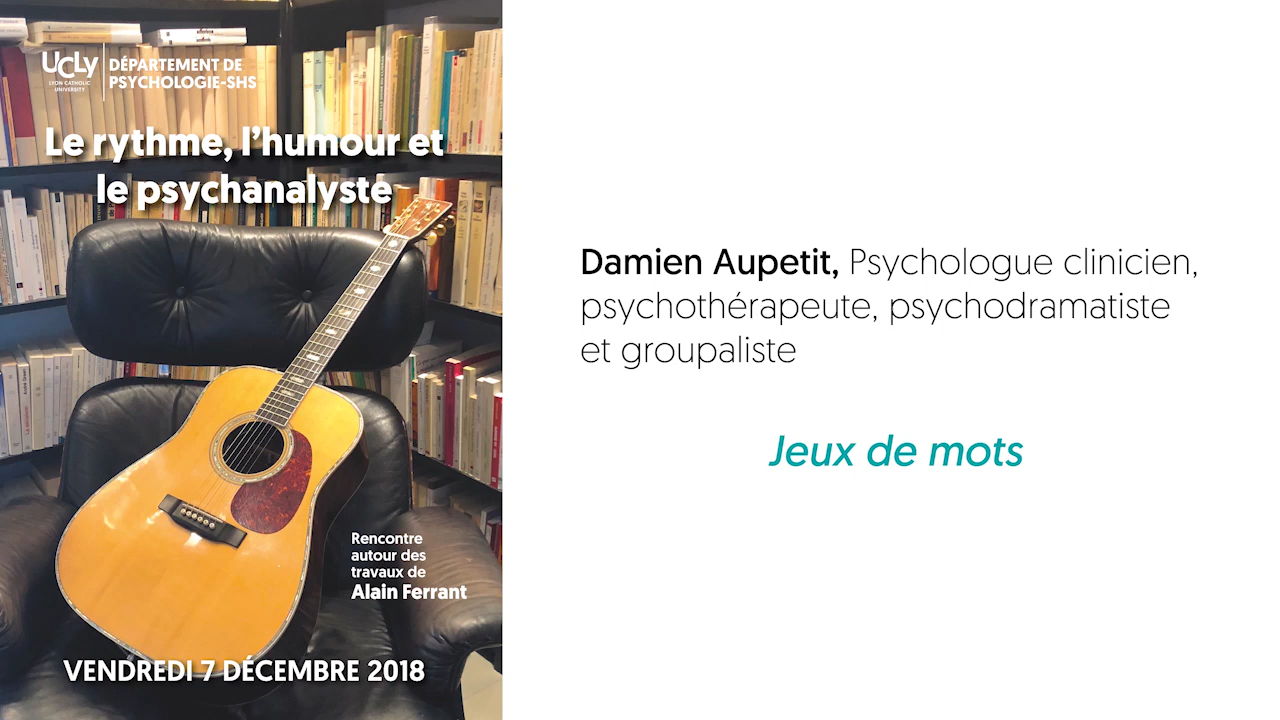 UCLy
LYON CATHOLIC
UNIVERSITY
DÉPARTEMENT DE
PSYCHOLOGIE-SHS
Le rythme, l'humour et
le psychanalyste
Rencontre
autour des
travaux de
Alain Ferrant
VENDREDI 7 DÉCEMBRE 2018
Damien Aupetit, Psychologue clinicien,
psychothérapeute, psychodramatiste
et groupaliste
Jeux de mots